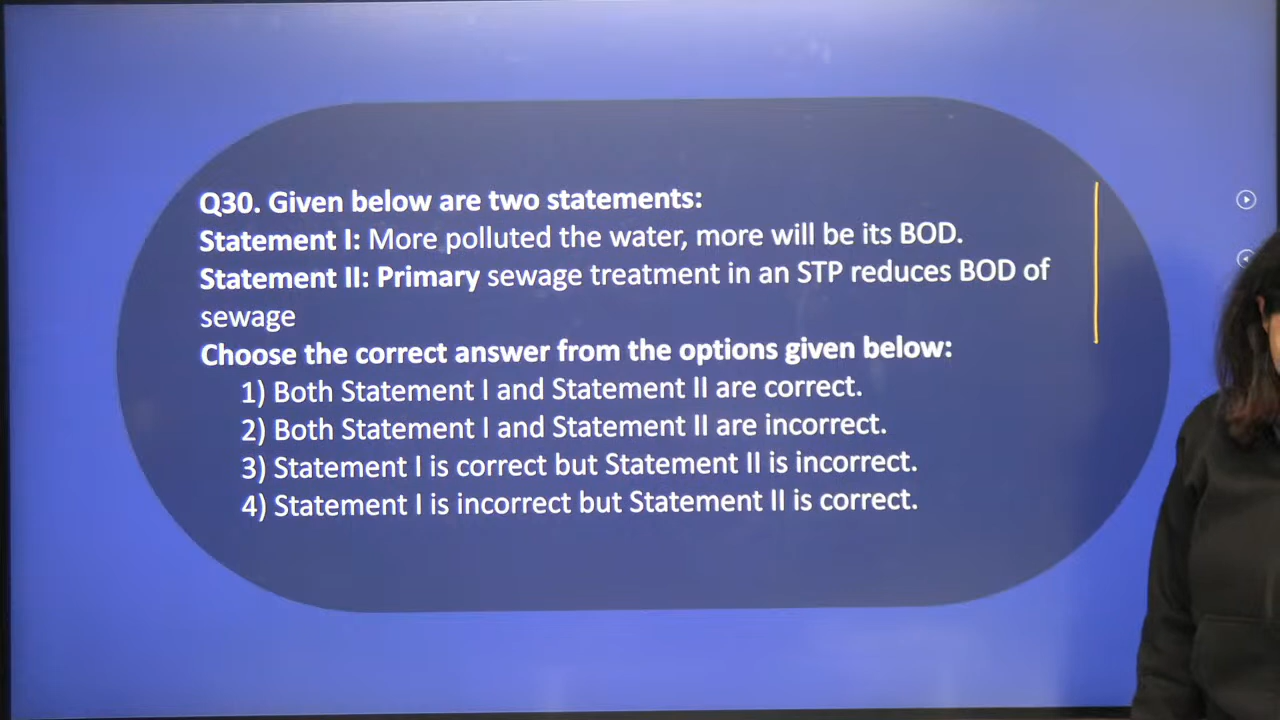 Q30. Given below are two statements:
Statement I: More polluted the water, more will be its BOD.
Statement II: Primary sewage treatment in an STP reduces BOD of
sewage
Choose the correct answer from the options given below:
1) Both Statement I and Statement II are correct.
2) Both Statement I and Statement II are incorrect.
3) Statement I is correct but Statement II is incorrect.
4) Statement I is incorrect but Statement II is correct.